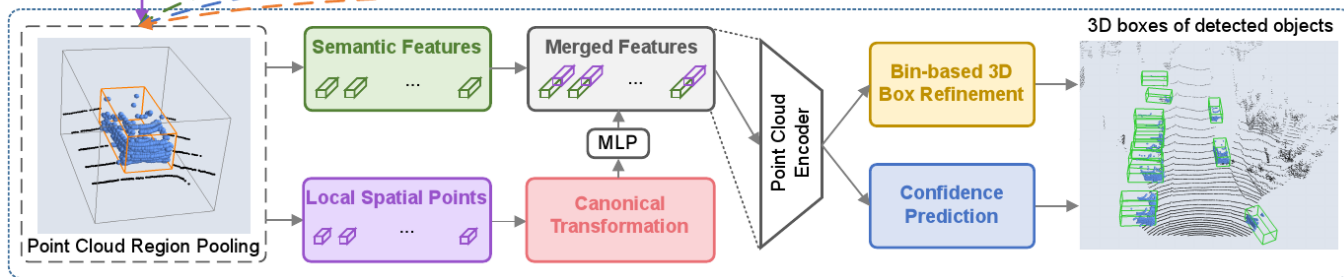 Point Cloud Region Pooling
Semantic Features
...
Local Spatial Points
...
Merged Features
...
MLP
Canonical
Transformation
Point Cloud
Encoder
Bin-based 3D
Box Refinement
Confidence
Prediction
3D boxes of detected objects